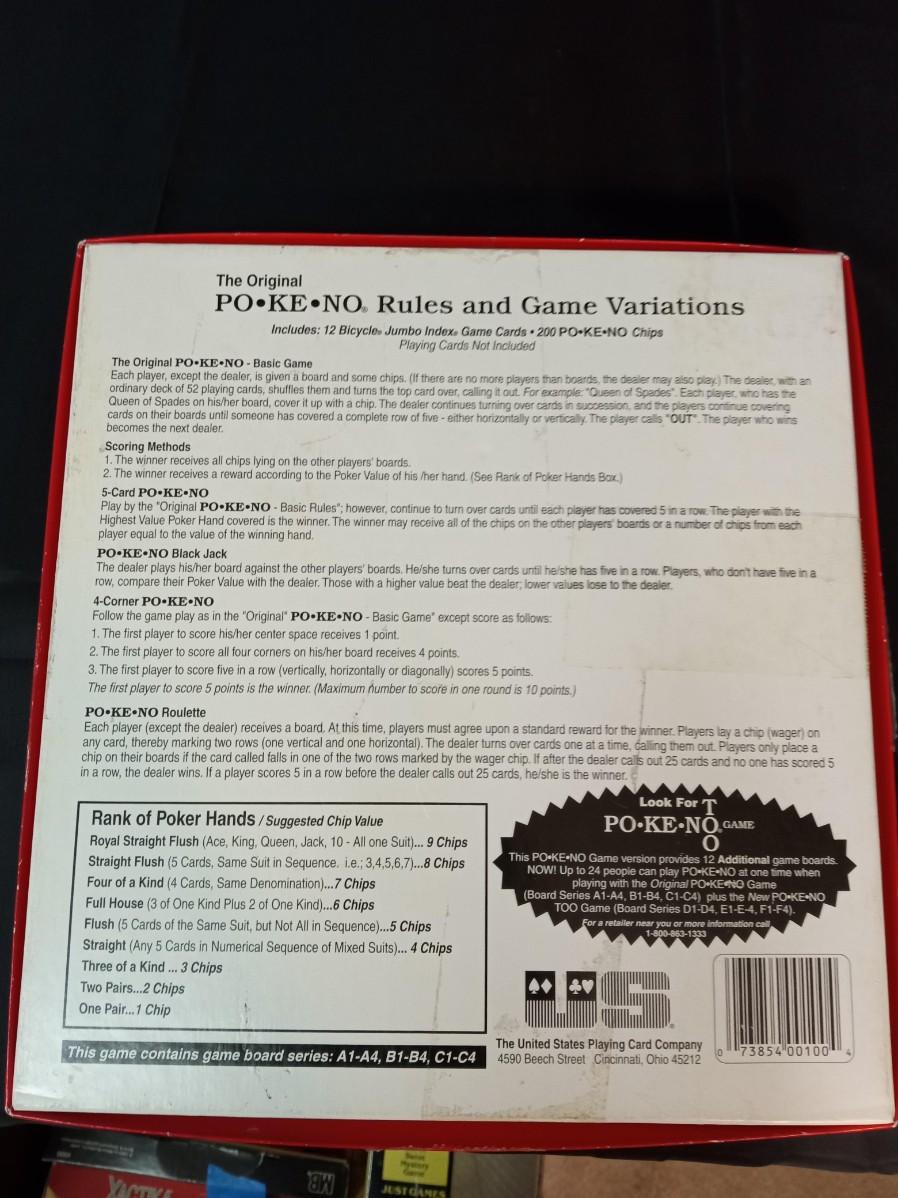 The Original
PO•KE•NO® Rules and Game Variations
Includes: 12 Bicycle® Jumbo Index® Game Cards • 200 PO•KE•NO Chips
Playing Cards Not Included
The Original PO•KE•NO - Basic Game
Each player, except the dealer, is given a board and some chips. (If there are no more players than boards, the dealer may also play.) The dealer, with an
ordinary deck of 52 playing cards, shuffles them and turns the top card over, calling it out. For example: "Queen of Spades". Each player, who has the
Queen of Spades on his/her board, cover it up with a chip. The dealer continues turning over cards in succession, and the players continue covering
cards on their boards until someone has covered a complete row of five - either horizontally or vertically. The player calls "OUT". The player who wins
becomes the next dealer.
Scoring Methods
1. The winner receives all chips lying on the other players' boards.
2. The winner receives a reward according to the Poker Value of his /her hand. (See Rank of Poker Hands Box.)
5-Card PO•KE•NO
Play by the "Original PO•KE•NO - Basic Rules"; however, continue to turn over cards until each player has covered 5 in a row. The player with the
Highest Value Poker Hand covered is the winner. The winner may receive all of the chips on the other players' boards or a number of chips from each
player equal to the value of the winning hand.
PO•KE•NO Black Jack
The dealer plays his/her board against the other players' boards. He/she turns over cards until he/she has five in a row. Players, who don't have five in a
row, compare their Poker Value with the dealer. Those with a higher value beat the dealer; lower values lose to the dealer.
4-Corner PO•KE•NO
Follow the game play as in the "Original" PO•KE•NO - Basic Game" except score as follows:
1. The first player to score his/her center space receives 1 point.
2. The first player to score all four corners on his/her board receives 4 points.
3. The first player to score five in a row (vertically, horizontally or diagonally) scores 5 points.
The first player to score 5 points is the winner. (Maximum number to score in one round is 10 points.)
PO•KE•NO Roulette
Each player (except the dealer) receives a board. At this time, players must agree upon a standard reward for the winner. Players lay a chip (wager) on
any card, thereby marking two rows (one vertical and one horizontal). The dealer turns over cards one at a time, calling them out. Players only place a
chip on their boards if the card called falls in one of the two rows marked by the wager chip. If after the dealer calls out 25 cards and no one has scored 5
in a row, the dealer wins. If a player scores 5 in a row before the dealer calls out 25 cards, he/she is the winner.
Rank of Poker Hands / Suggested Chip Value
Royal Straight Flush (Ace, King, Queen, Jack, 10 - All one Suit)... 9 Chips
Straight Flush (5 Cards, Same Suit in Sequence. i.e.; 3,4,5,6,7)...8 Chips
Four of a Kind (4 Cards, Same Denomination)...7 Chips
Full House (3 of One Kind Plus 2 of One Kind)...6 Chips
Flush (5 Cards of the Same Suit, but Not All in Sequence)...5 Chips
Straight (Any 5 Cards in Numerical Sequence of Mixed Suits)... 4 Chips
Three of a Kind ... 3 Chips
Two Pairs...2 Chips
One Pair...1 Chip
This game contains game board series: A1-A4, B1-B4, C1-C4
Look For TOO
PO•KE•NO® GAME
This PO•KE•NO Game version provides 12 Additional game boards.
NOW! Up to 24 people can play PO•KE•NO at one time when
playing with the Original PO•KE•NO Game
(Board Series A1-A4, B1-B4, C1-C4) plus the New PO•KE•NO
TOO Game (Board Series D1-D4, E1-E-4, F1-F4).
For a retailer near you or more information call
1-800-863-1333
US®
The United States Playing Card Company
4590 Beech Street Cincinnati, Ohio 45212
0 73854 00100 4
MB®
Mystery
Game
JUST GAMES